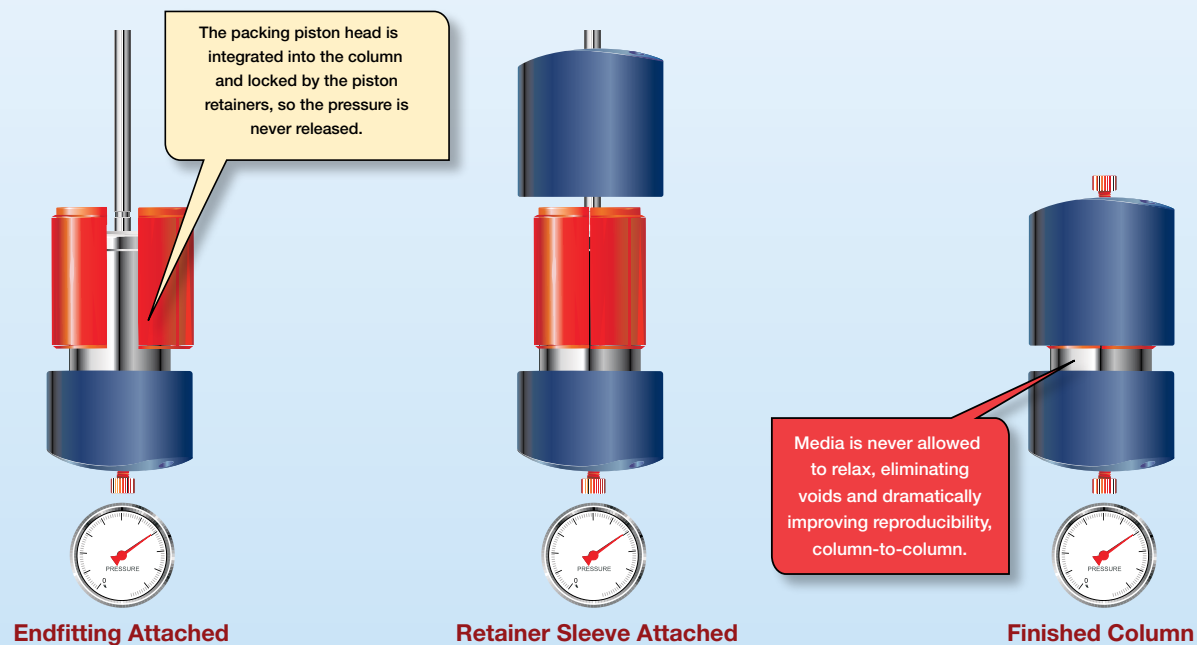 The packing piston head is
integrated into the column
and locked by the piston
retainers, so the pressure is
never released.
Media is never allowed
to relax, eliminating
voids and dramatically
improving reproducibility,
column-to-column.
PRESSURE
0
PRESSURE
0
PRESSURE
0
Endfitting Attached
Retainer Sleeve Attached
Finished Column